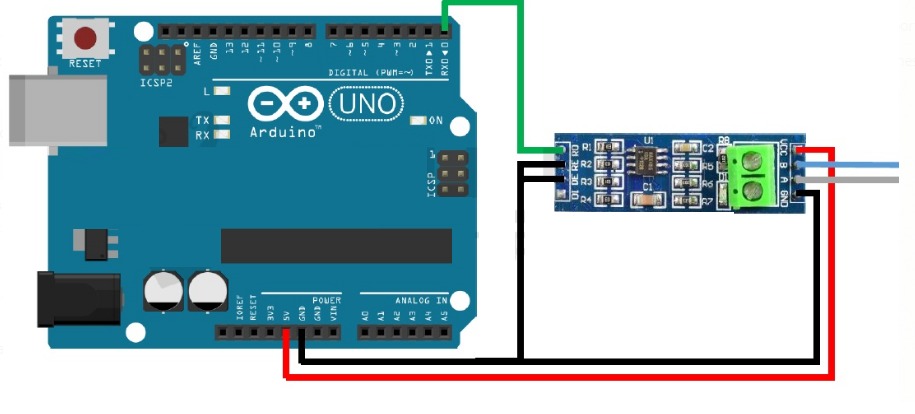 RESET
ICSP2
AREF
GND
13
12
~11
~10
~9
8
7
~6
~5
4
~3
2
TXD▶1
RXD◀0
DIGITAL (PWM=~)
L
TX
RX
Arduino™
UNO
ON
ICSP
1
IOREF
RESET
3V3
5V
GND
GND
VIN
POWER
ANALOG IN
A0
A1
A2
A3
A4
A5
RO
RE
DE
DI
R1
R2
R3
R4
U1
C1
C2
R5
R6
R7
R8
VCC
B
A
GND